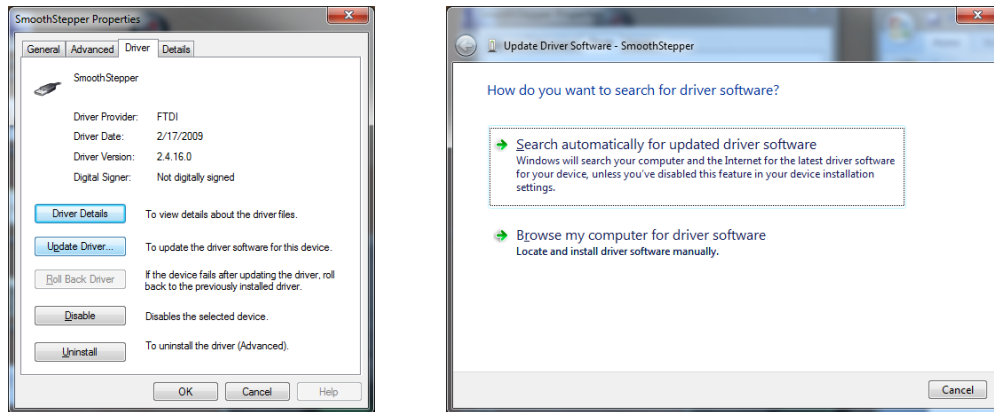 SmoothStepper Properties
General Advanced Driver Details
SmoothStepper
Driver Provider: FTDI
Driver Date: 2/17/2009
Driver Version: 2.4.16.0
Digital Signer: Not digitally signed
Driver Details To view details about the driver files.
Update Driver... To update the driver software for this device.
Roll Back Driver If the device fails after updating the driver, roll
back to the previously installed driver.
Disable Disables the selected device.
Uninstall To uninstall the driver (Advanced).
OK Cancel Help
Update Driver Software - SmoothStepper
How do you want to search for driver software?
Search automatically for updated driver software
Windows will search your computer and the Internet for the latest driver software
for your device, unless you've disabled this feature in your device installation
settings.
Browse my computer for driver software
Locate and install driver software manually.
Cancel